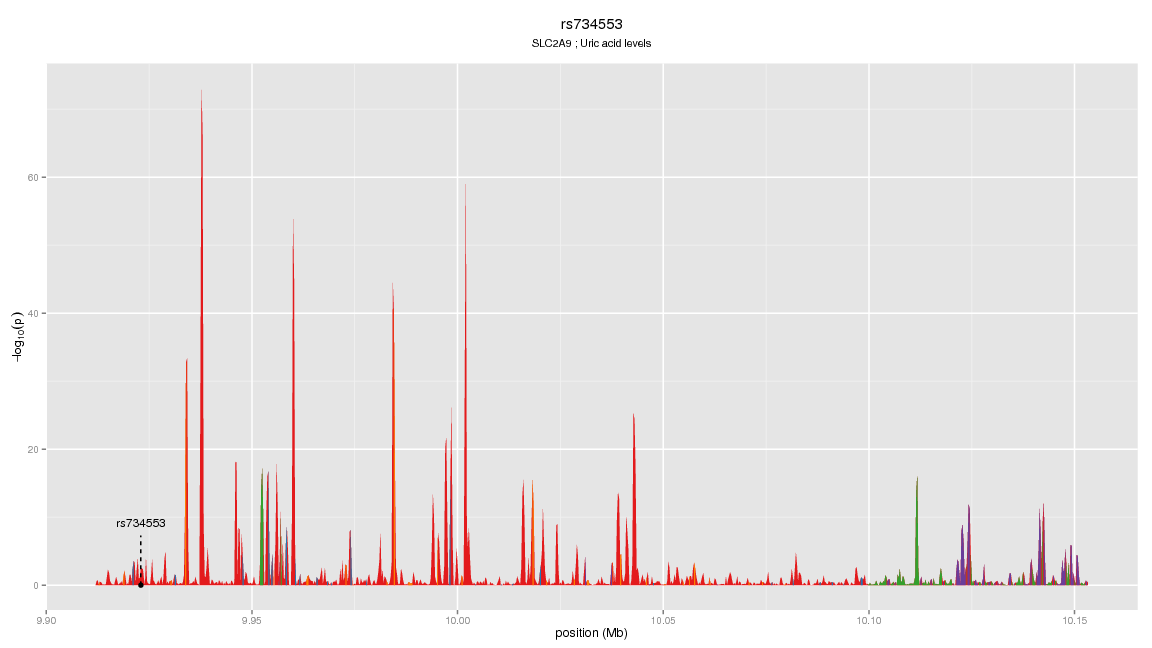 rs734553
SLC2A9 ; Uric acid levels
−log10(p)
60
40
20
0
rs734553
9.90 9.95 10.00 10.05 10.10 10.15
position (Mb)